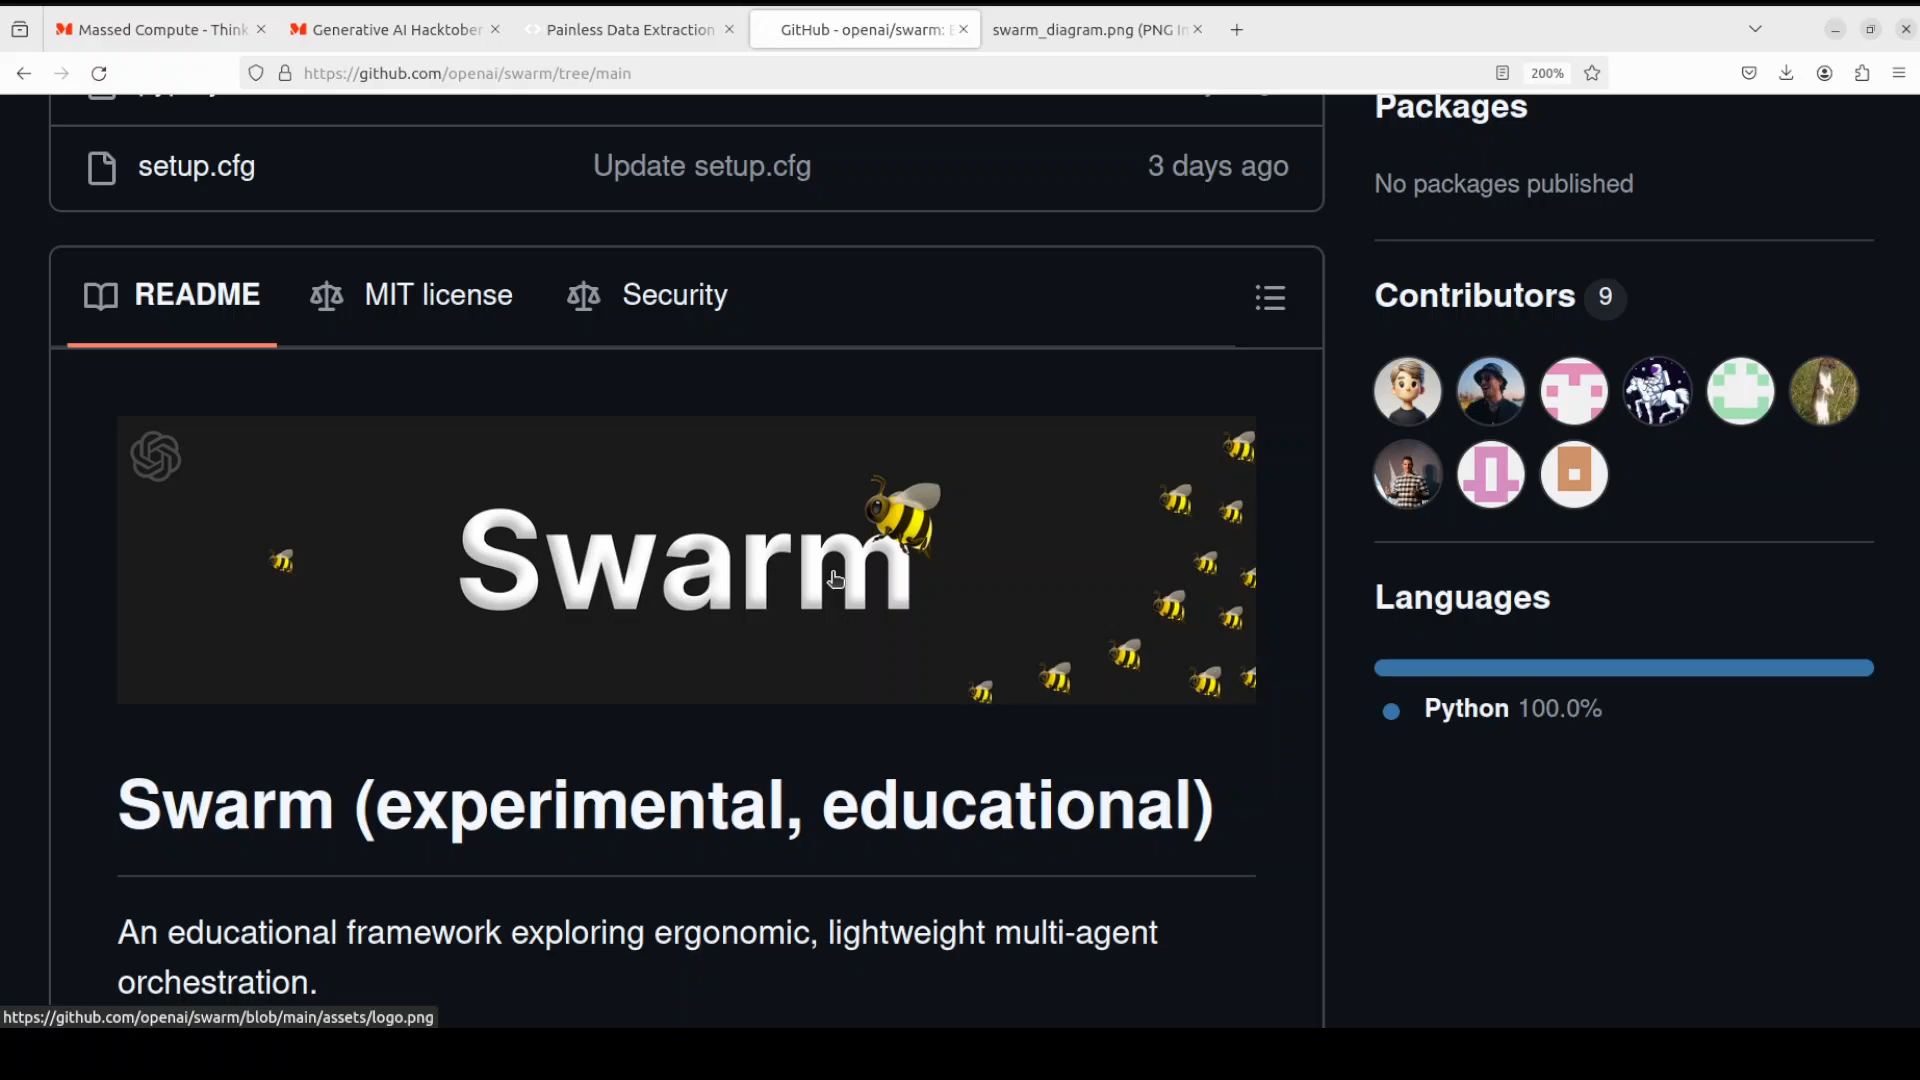 Massed Compute - Think
Generative AI Hacktober
Painless Data Extraction
GitHub - openai/swarm: E
swarm_diagram.png (PNG In
https://github.com/openai/swarm/tree/main
200%
setup.cfg
Update setup.cfg
3 days ago
README
MIT license
Security
Swarm
Swarm (experimental, educational)
An educational framework exploring ergonomic, lightweight multi-agent
orchestration.
Packages
No packages published
Contributors 9
Languages
Python 100.0%
https://github.com/openai/swarm/blob/main/assets/logo.png